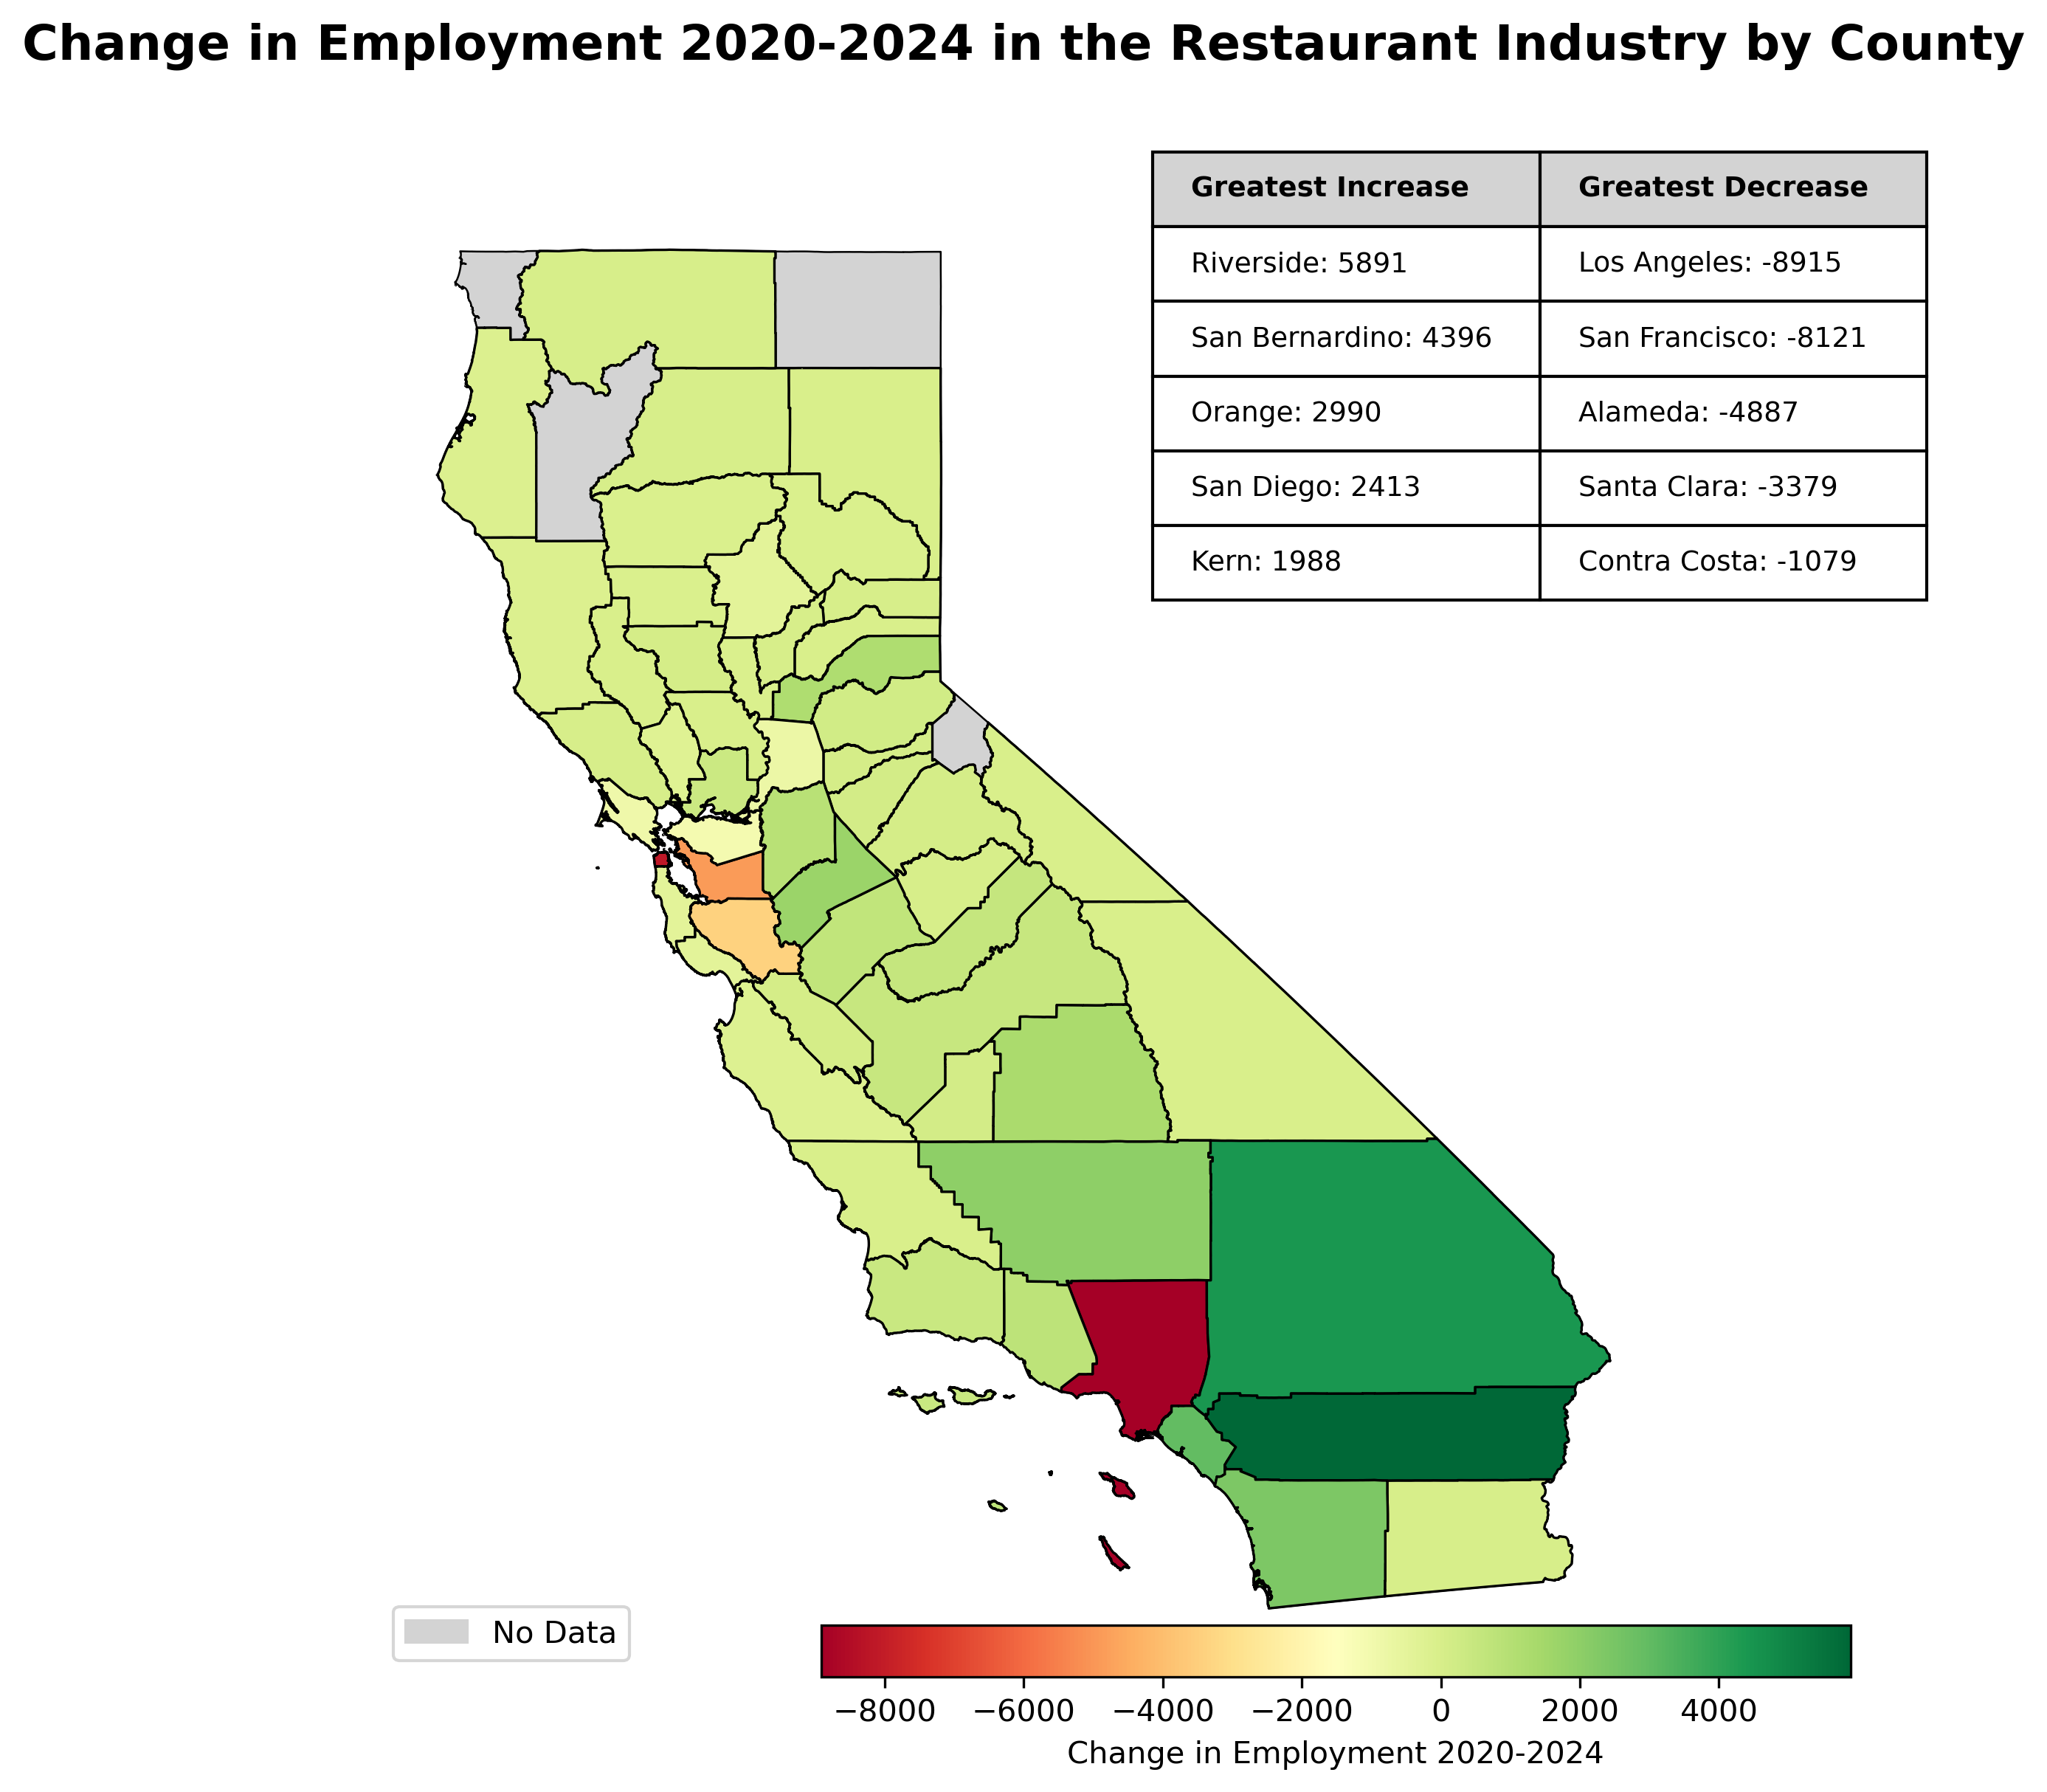 Change in Employment 2020-2024 in the Restaurant Industry by County
Greatest Increase Greatest Decrease
Riverside: 5891 Los Angeles: -8915
San Bernardino: 4396 San Francisco: -8121
Orange: 2990 Alameda: -4887
San Diego: 2413 Santa Clara: -3379
Kern: 1988 Contra Costa: -1079
No Data
−8000 −6000 −4000 −2000 0 2000 4000
Change in Employment 2020-2024